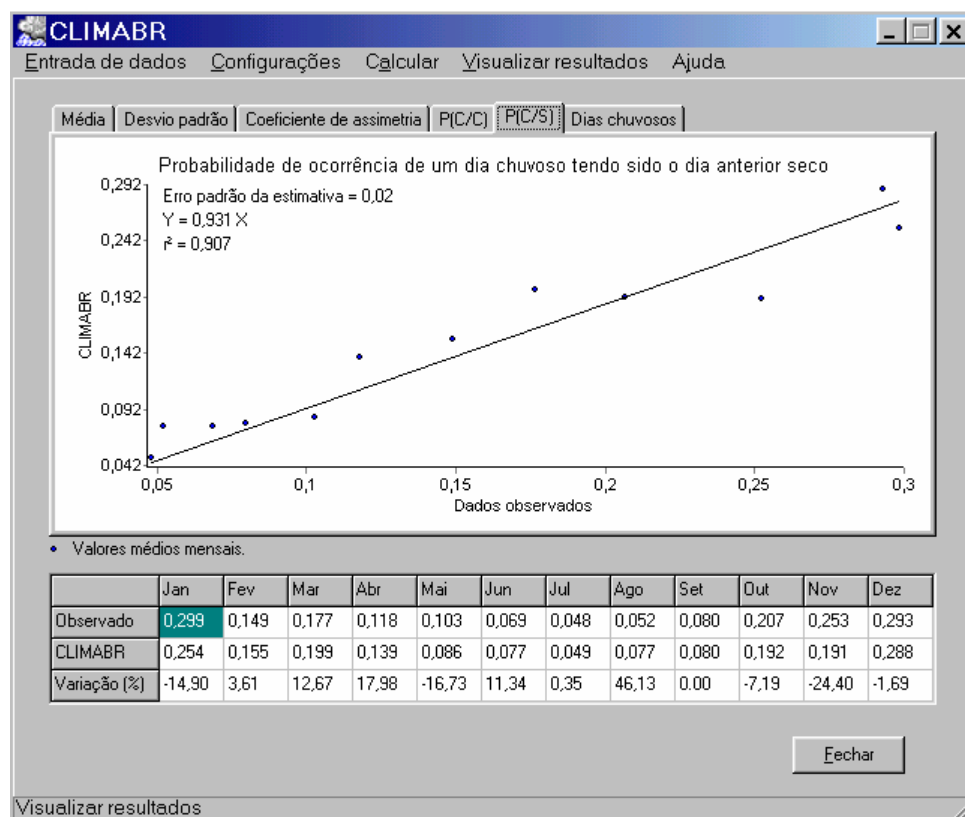 CLIMABR
Entrada de dados Configurações Calcular Visualizar resultados Ajuda
Média Desvio padrão Coeficiente de assimetria P(C/C) P(C/S) Dias chuvosos
Probabilidade de ocorrência de um dia chuvoso tendo sido o dia anterior seco
Erro padrão da estimativa = 0,02
Y = 0,931 X
r² = 0,907
0,292
0,242
0,192
0,142
0,092
0,042
CLIMABR
0,05 0,1 0,15 0,2 0,25 0,3
Dados observados
Valores médios mensais.
Jan Fev Mar Abr Mai Jun Jul Ago Set Out Nov Dez
Observado 0,299 0,149 0,177 0,118 0,103 0,069 0,048 0,052 0,080 0,207 0,253 0,293
CLIMABR 0,254 0,155 0,199 0,139 0,086 0,077 0,049 0,077 0,080 0,192 0,191 0,288
Variação (%) -14,90 3,61 12,67 17,98 -16,73 11,34 0,35 46,13 0.00 -7,19 -24,40 -1,69
Fechar
Visualizar resultados